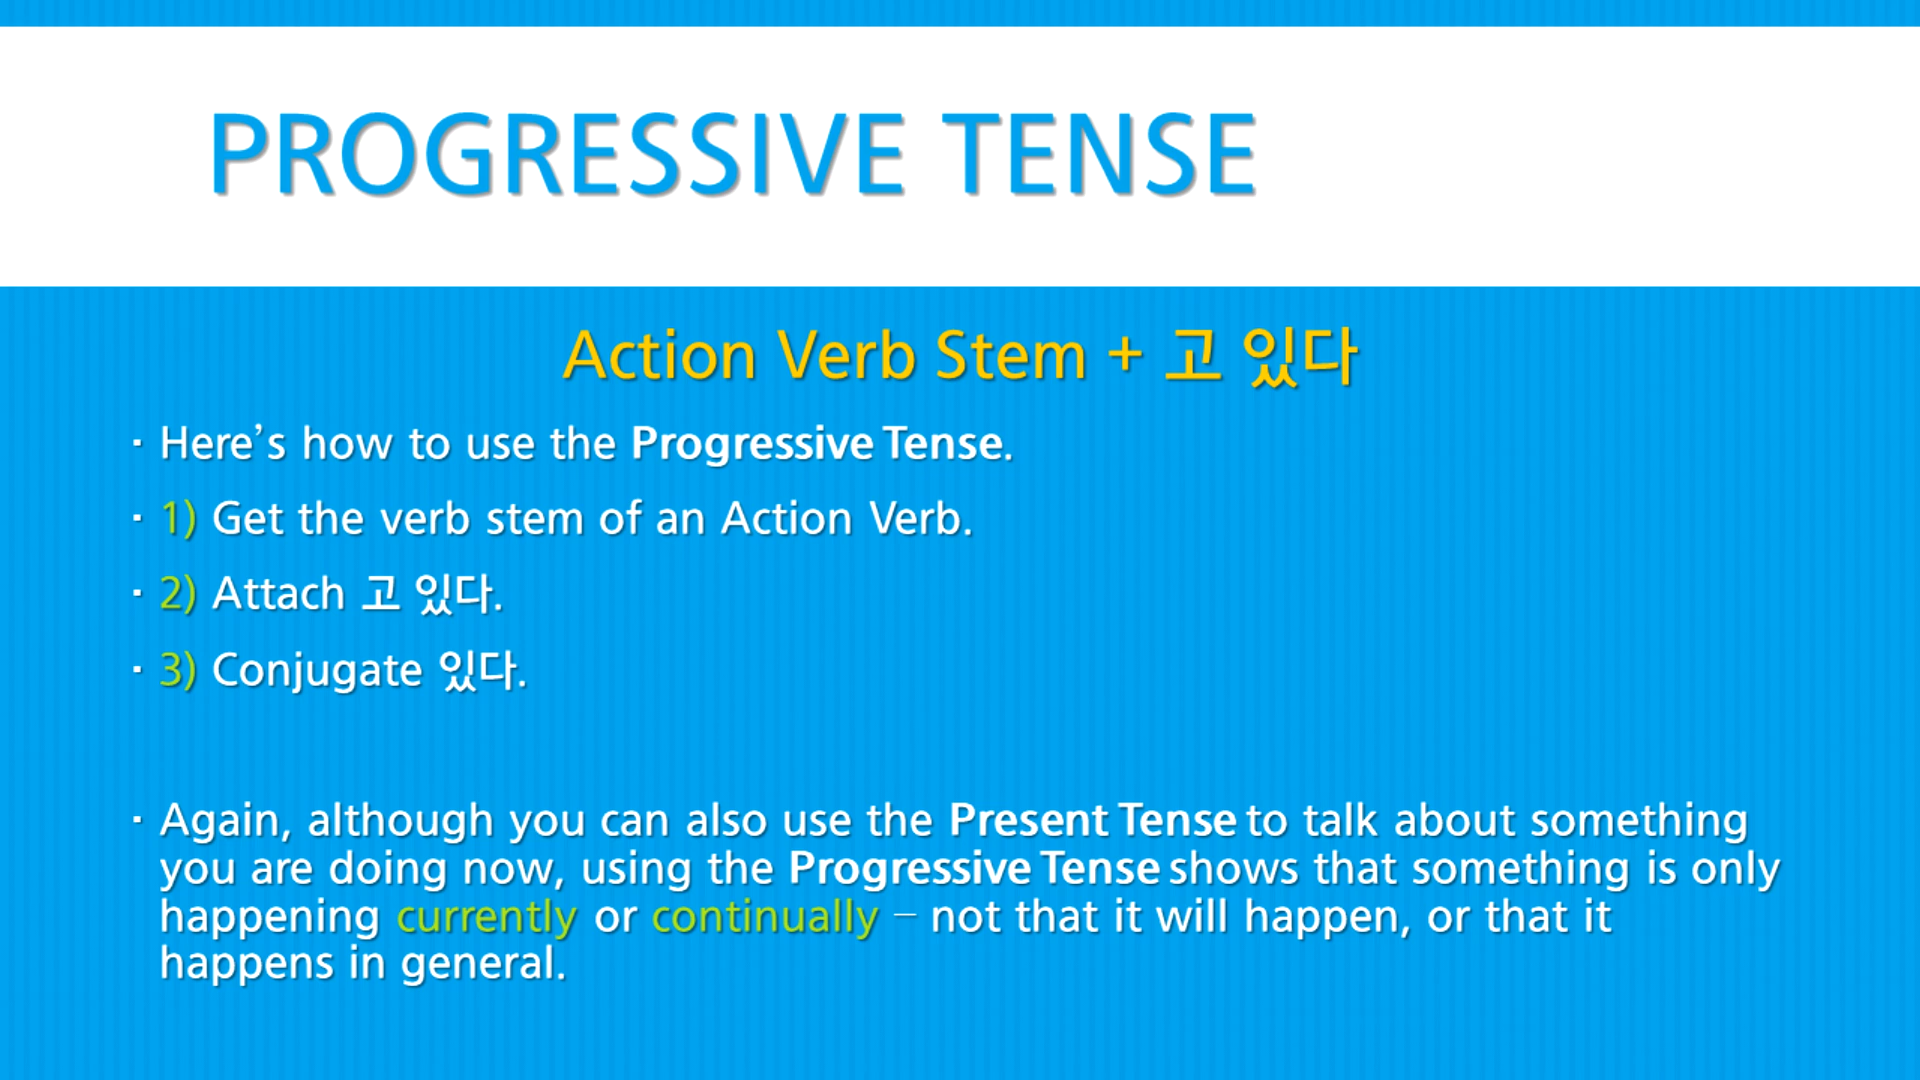 PROGRESSIVE TENSE
Action Verb Stem + 고 있다
· Here’s how to use the Progressive Tense.
· 1) Get the verb stem of an Action Verb.
· 2) Attach 고 있다.
· 3) Conjugate 있다.
· Again, although you can also use the Present Tense to talk about something
you are doing now, using the Progressive Tense shows that something is only
happening currently or continually – not that it will happen, or that it
happens in general.